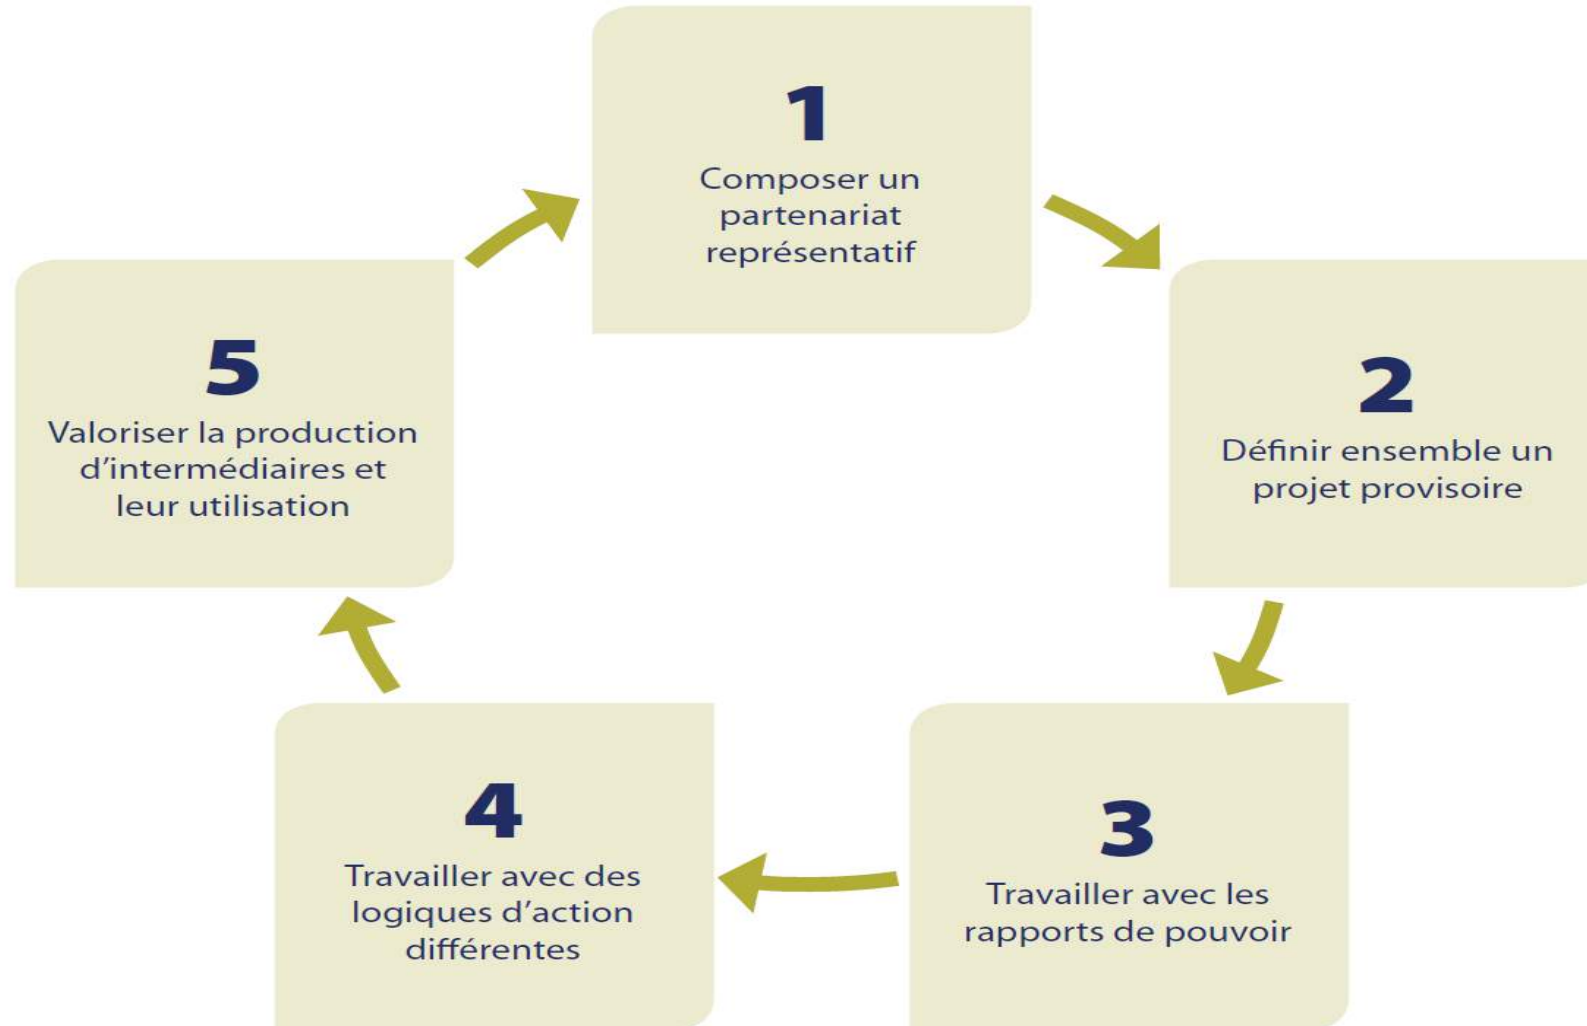 1
Composer un
partenariat
représentatif
2
Définir ensemble un
projet provisoire
3
Travailler avec les
rapports de pouvoir
4
Travailler avec des
logiques d’action
différentes
5
Valoriser la production
d’intermédiaires et
leur utilisation